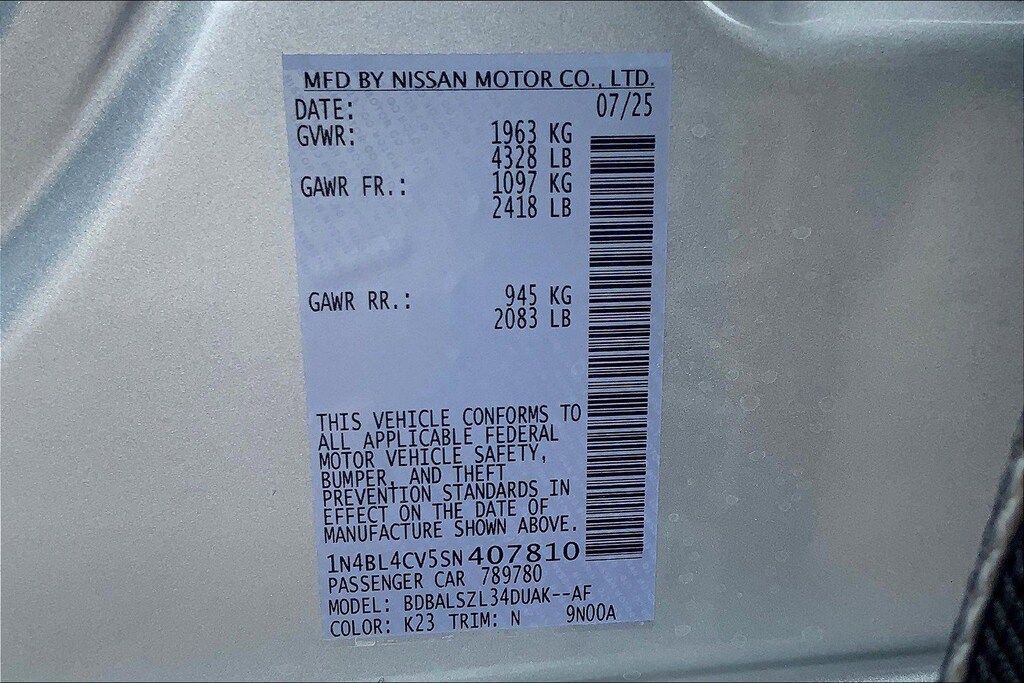 MFD BY NISSAN MOTOR CO., LTD.
DATE: 07/25
GVWR: 1963 KG
4328 LB
GAWR FR.: 1097 KG
2418 LB
GAWR RR.: 945 KG
2083 LB
THIS VEHICLE CONFORMS TO
ALL APPLICABLE FEDERAL
MOTOR VEHICLE SAFETY,
BUMPER, AND THEFT
PREVENTION STANDARDS IN
EFFECT ON THE DATE OF
MANUFACTURE SHOWN ABOVE.
1N4BL4CV5SN407810
PASSENGER CAR 789780
MODEL: BDBALSZL34DUAK--AF
COLOR: K23 TRIM: N 9N00A